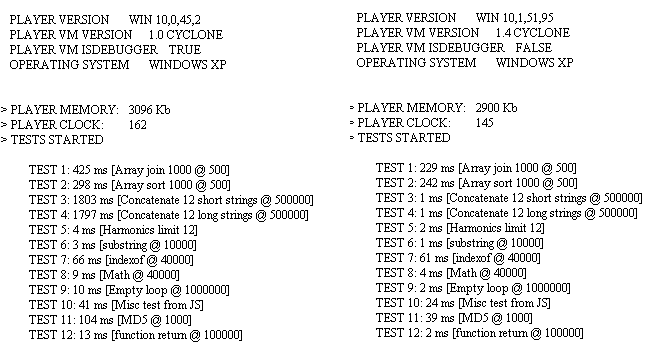 PLAYER VERSION WIN 10,0,45,2
PLAYER VM VERSION 1.0 CYCLONE
PLAYER VM ISDEBUGGER TRUE
OPERATING SYSTEM WINDOWS XP
> PLAYER MEMORY: 3096 Kb
> PLAYER CLOCK: 162
> TESTS STARTED
TEST 1: 425 ms [Array join 1000 @ 500]
TEST 2: 298 ms [Array sort 1000 @ 500]
TEST 3: 1803 ms [Concatenate 12 short strings @ 500000]
TEST 4: 1797 ms [Concatenate 12 long strings @ 500000]
TEST 5: 4 ms [Harmonics limit 12]
TEST 6: 3 ms [substring @ 10000]
TEST 7: 66 ms [indexof @ 40000]
TEST 8: 9 ms [Math @ 40000]
TEST 9: 10 ms [Empty loop @ 1000000]
TEST 10: 41 ms [Misc test from JS]
TEST 11: 104 ms [MD5 @ 1000]
TEST 12: 13 ms [function return @ 100000]
PLAYER VERSION WIN 10,1,51,95
PLAYER VM VERSION 1.4 CYCLONE
PLAYER VM ISDEBUGGER FALSE
OPERATING SYSTEM WINDOWS XP
> PLAYER MEMORY: 2900 Kb
> PLAYER CLOCK: 145
> TESTS STARTED
TEST 1: 229 ms [Array join 1000 @ 500]
TEST 2: 242 ms [Array sort 1000 @ 500]
TEST 3: 1 ms [Concatenate 12 short strings @ 500000]
TEST 4: 1 ms [Concatenate 12 long strings @ 500000]
TEST 5: 2 ms [Harmonics limit 12]
TEST 6: 1 ms [substring @ 10000]
TEST 7: 61 ms [indexof @ 40000]
TEST 8: 4 ms [Math @ 40000]
TEST 9: 2 ms [Empty loop @ 1000000]
TEST 10: 24 ms [Misc test from JS]
TEST 11: 39 ms [MD5 @ 1000]
TEST 12: 2 ms [function return @ 100000]